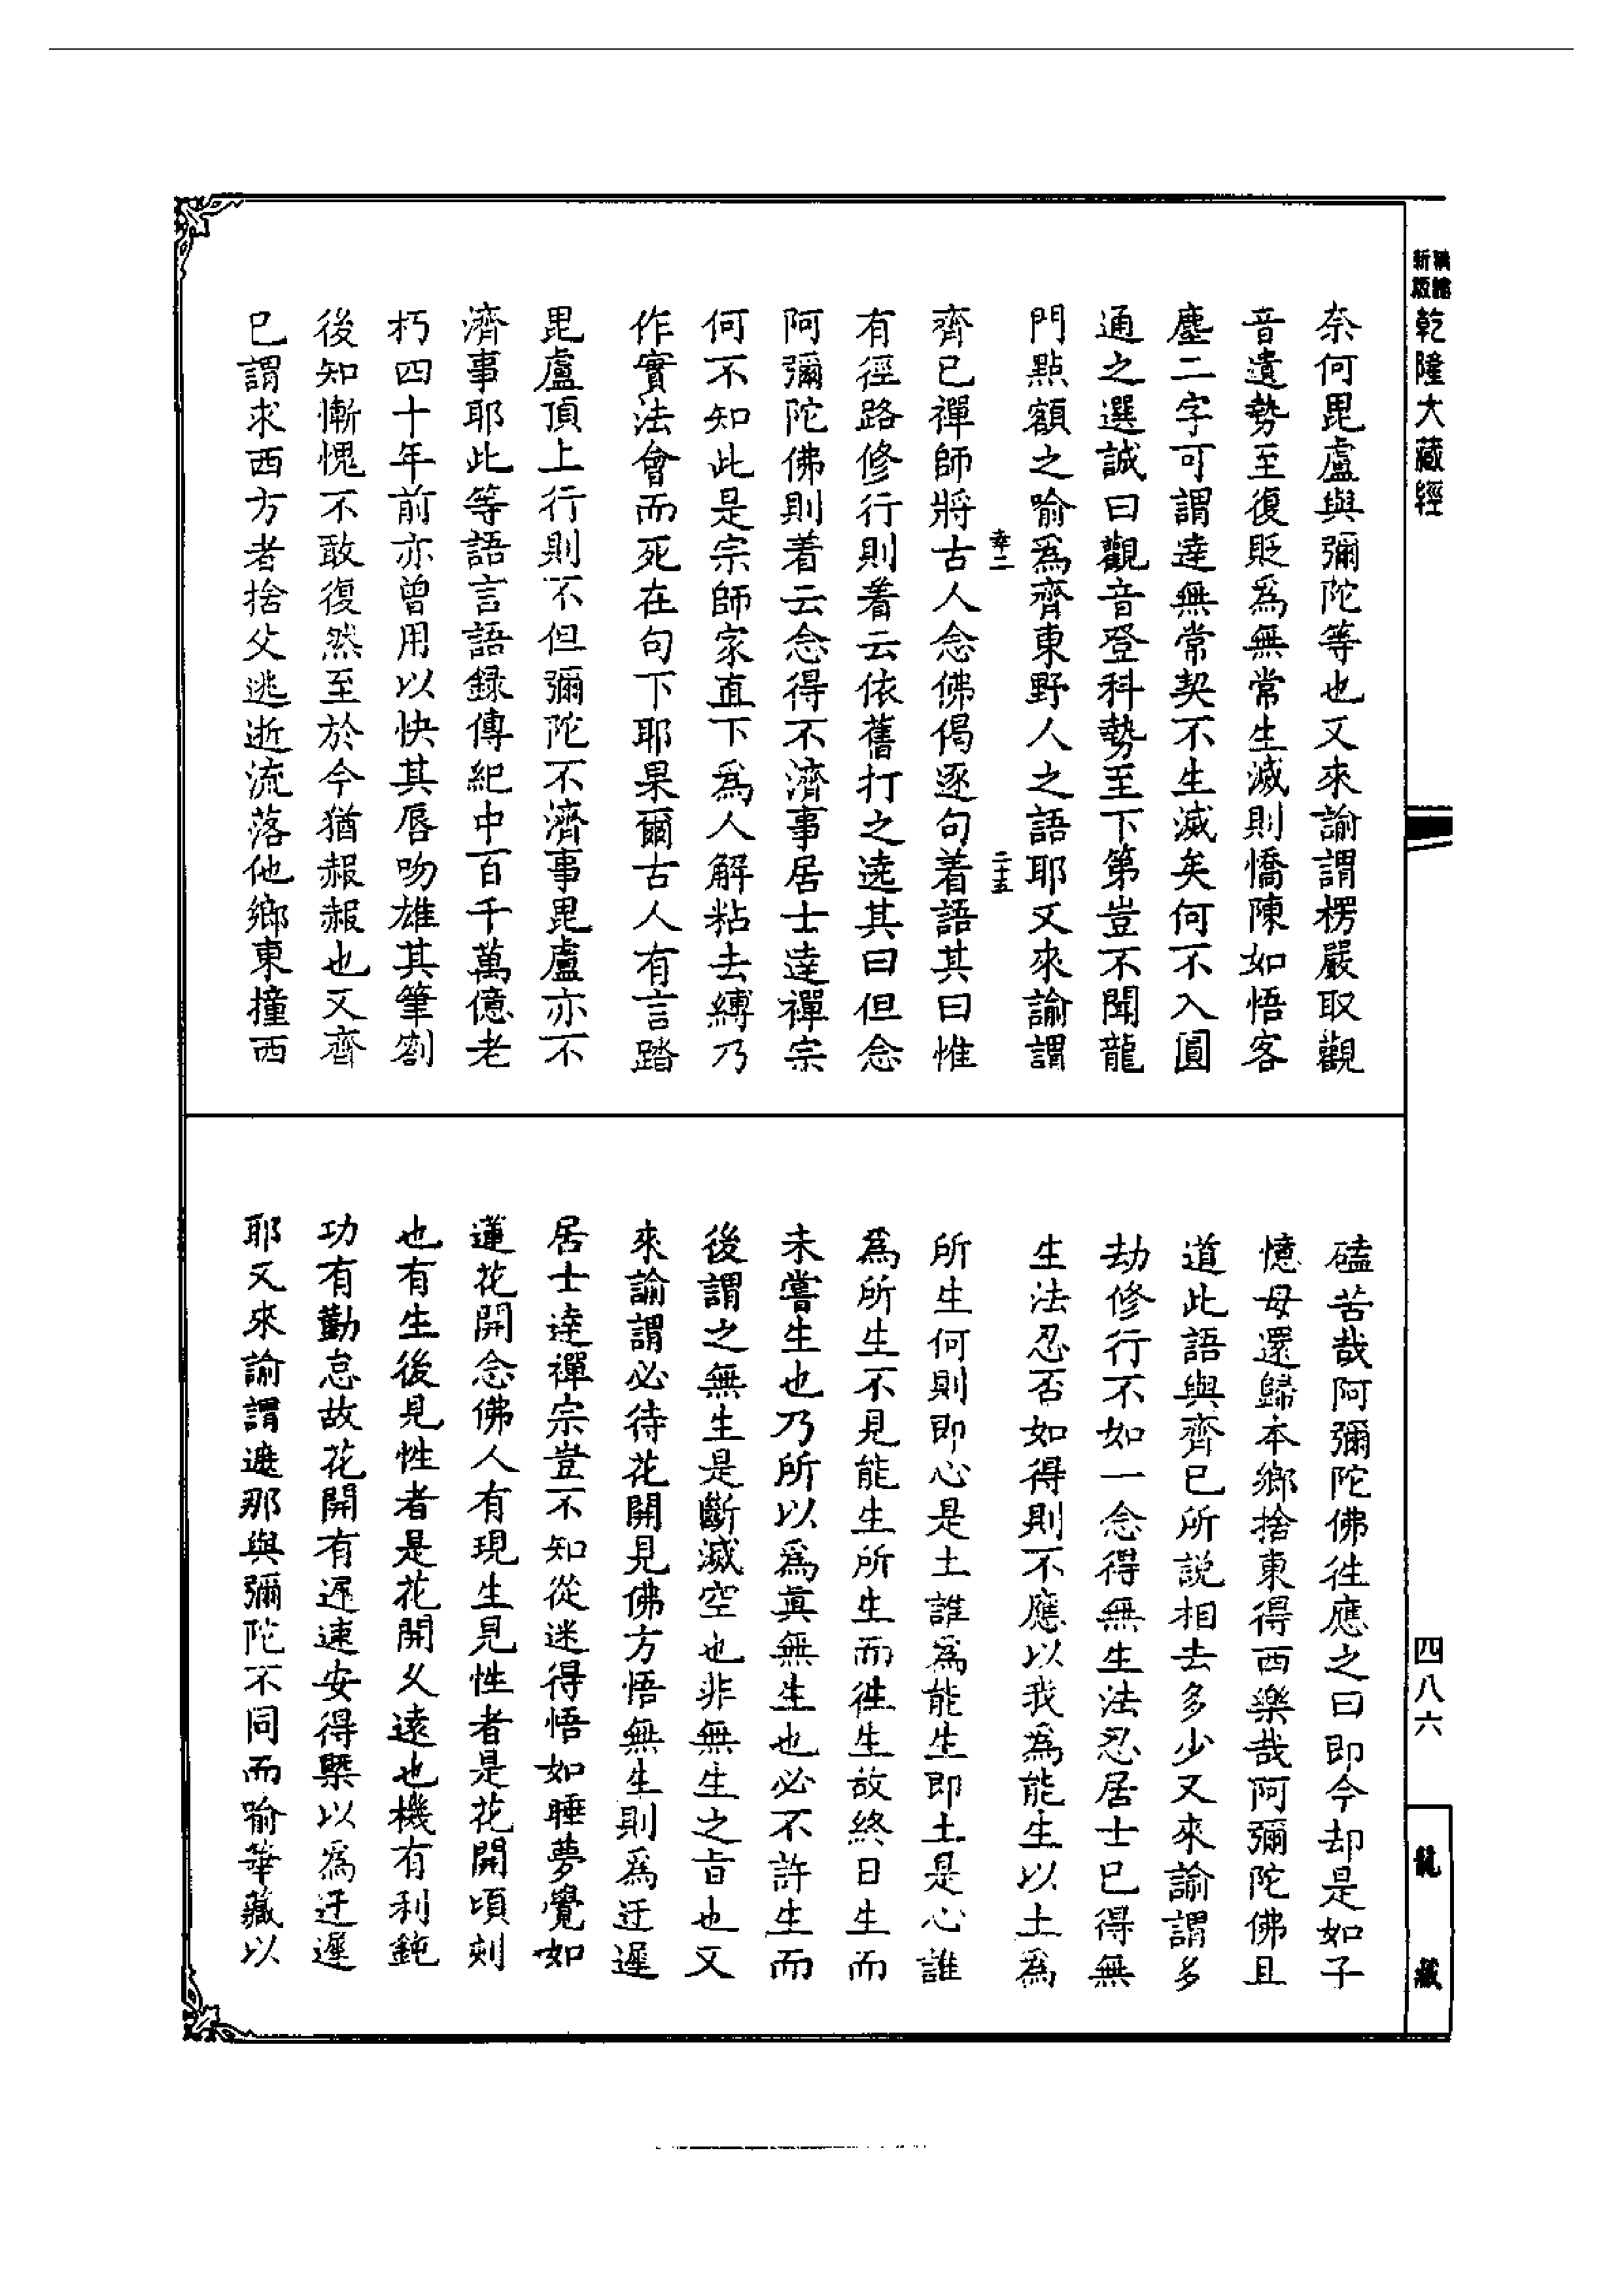 新版
精縮
乾隆大藏經
四八六
龍藏
奈何毘盧與彌陀等也又來諭謂楞嚴取觀
音遺勢至復貶為無常生滅則憍陳如悟客
塵二字可謂達無常契不生滅矣何不入圓
通之選誠曰觀音登科勢至下第豈不聞龍
門點額之喻為齊東野人之語耶又來諭謂
幸二
二十五
齊已禪師將古人念佛偈逐句着語其曰惟
有徑路修行則着云依舊打之遶其曰但念
阿彌陀佛則着云念得不濟事居士達禪宗
何不知此是宗師家直下為人解粘去縛乃
作實法會而死在句下耶果爾古人有言踏
毘盧頂上行則不但彌陀不濟事毘盧亦不
濟事耶此等語言語録傳紀中百千萬億老
朽四十年前亦曾用以快其唇吻雄其筆劄
後知慚愧不敢復然至於今猶赧赧也又齊
已謂求西方者捨父逃逝流落他鄉東撞西
磕苦哉阿彌陀佛徃應之曰即今却是如子
憶母還歸本鄉捨東得西樂哉阿彌陀佛且
道此語與齊已所説相去多少又來諭謂多
劫修行不如一念得無生法忍居士已得無
生法忍否如得則不應以我為能生以土為
所生何則即心是土誰為能生即土是心誰
為所生不見能生所生而徃生故終日生而
未嘗生也乃所以為真無生也必不許生而
後謂之無生是斷滅空也非無生之旨也又
來諭謂必待花開見佛方悟無生則為迂遲
居士達禪宗豈不知從迷得悟如睡夢覺如
蓮花開念佛人有現生見性者是花開頃刻
也有生後見性者是花開久遠也機有利鈍
功有勤怠故花開有遲速安得槩以為迂遲
耶又來諭謂遮那與彌陀不同而喻華藏以